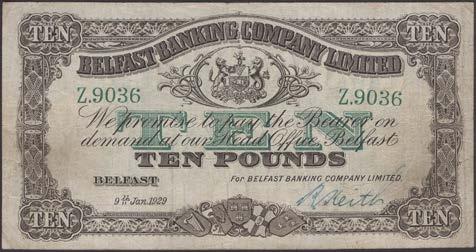 TEN TEN
BELFAST BANKING COMPANY LIMITED
Z.9036 Z.9036
We promise to pay the Bearer on
TEN
demand at our Head Office, Belfast
TEN POUNDS
BELFAST For BELFAST BANKING COMPANY LIMITED.
9th Jan. 1929
TEN TEN